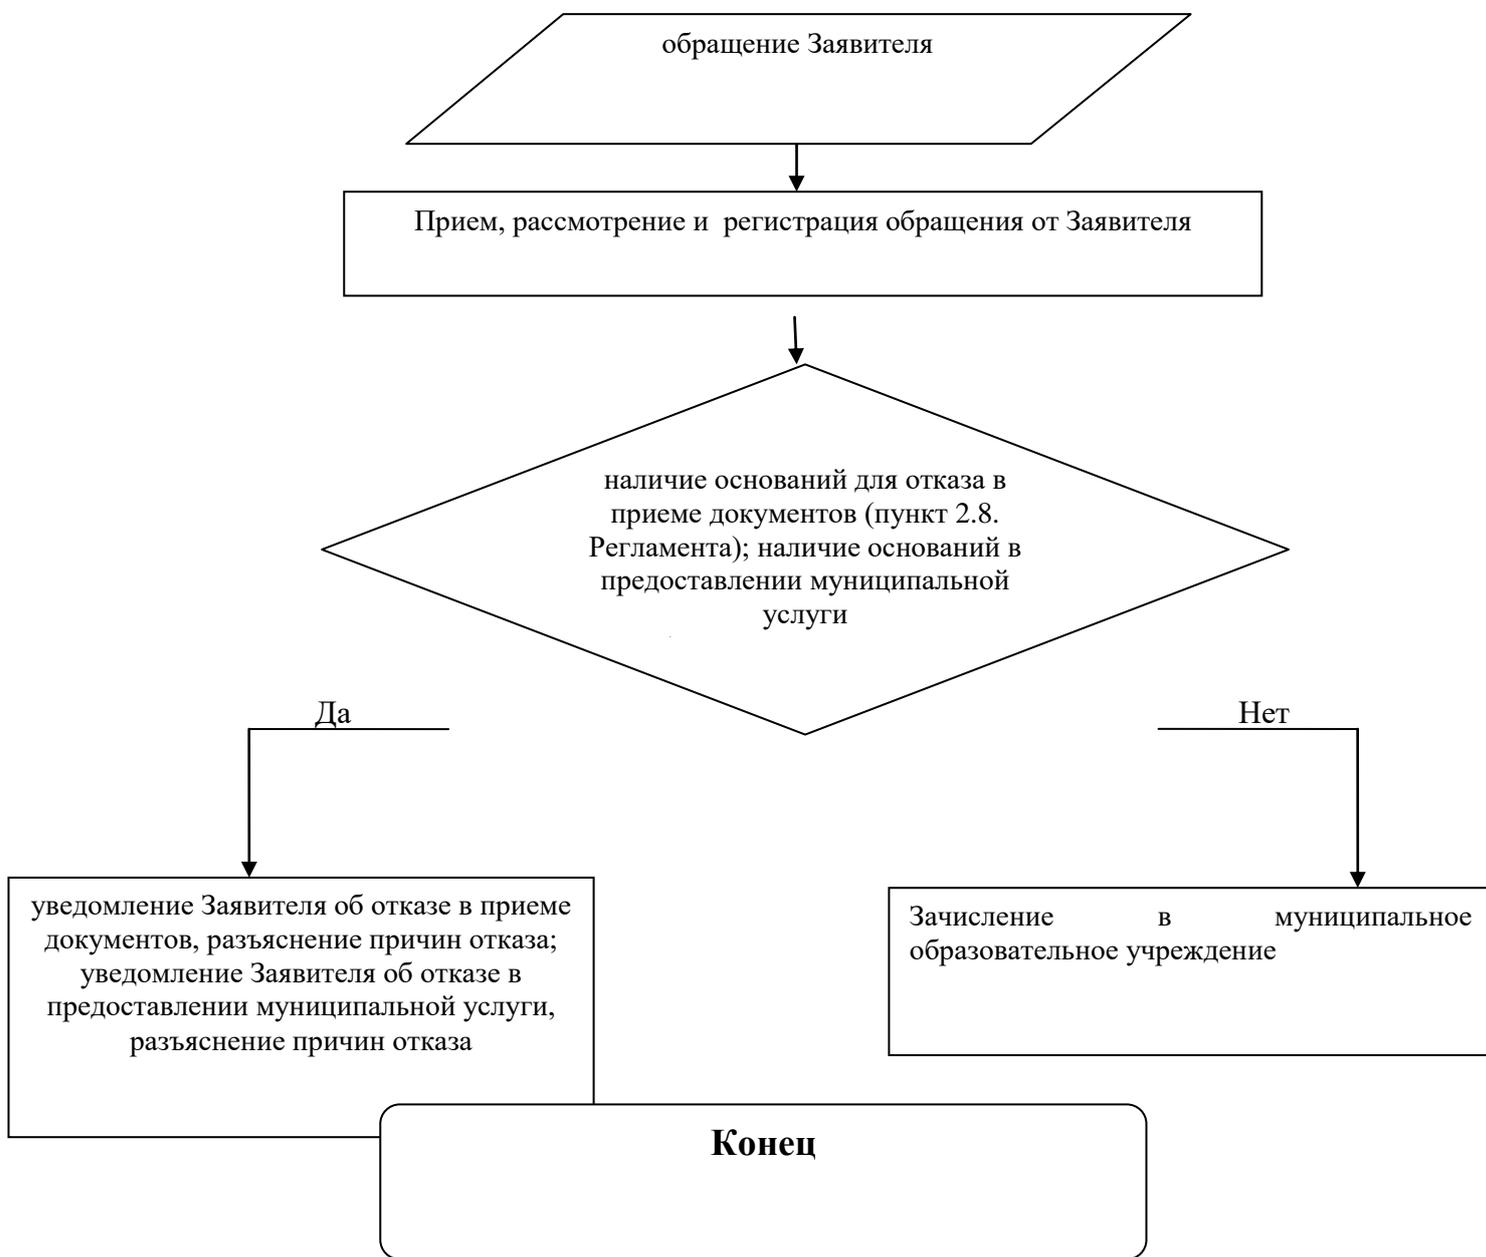 обращение Заявителя
Прием, рассмотрение и  регистрация обращения от Заявителя
наличие оснований для отказа в
приеме документов (пункт 2.8.
Регламента); наличие оснований в
предоставлении муниципальной
услуги
Да
Нет
уведомление Заявителя об отказе в приеме
документов, разъяснение причин отказа;
уведомление Заявителя об отказе в
предоставлении муниципальной услуги,
разъяснение причин отказа
Зачисление в муниципальное
образовательное учреждение
Конец